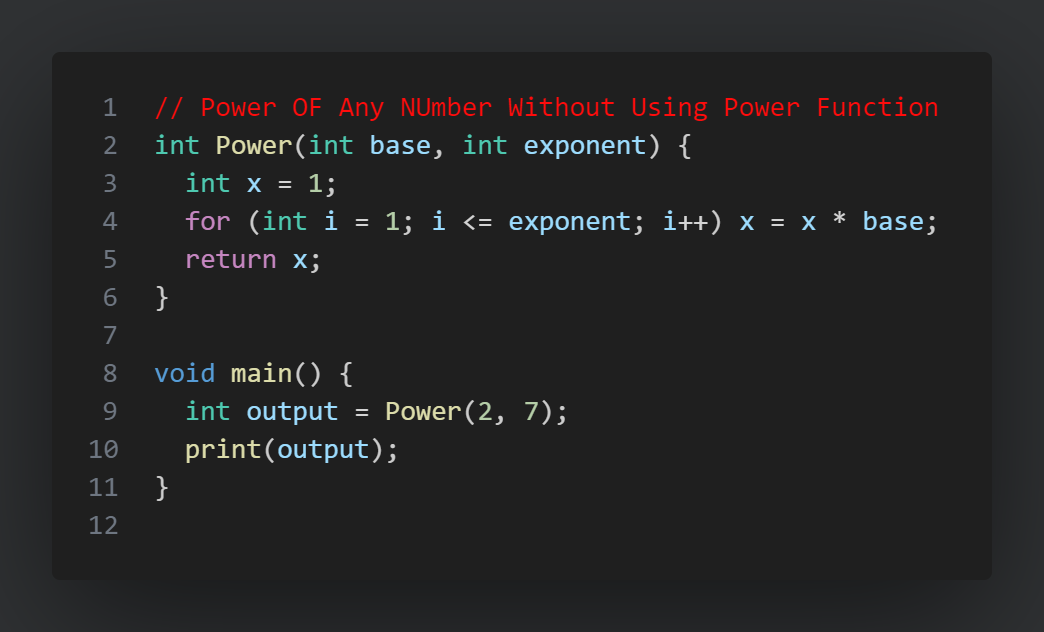 1 // Power OF Any NUmber Without Using Power Function
2 int Power(int base, int exponent) {
3   int x = 1;
4   for (int i = 1; i <= exponent; i++) x = x * base;
5   return x;
6 }
7
8 void main() {
9   int output = Power(2, 7);
10   print(output);
11 }
12